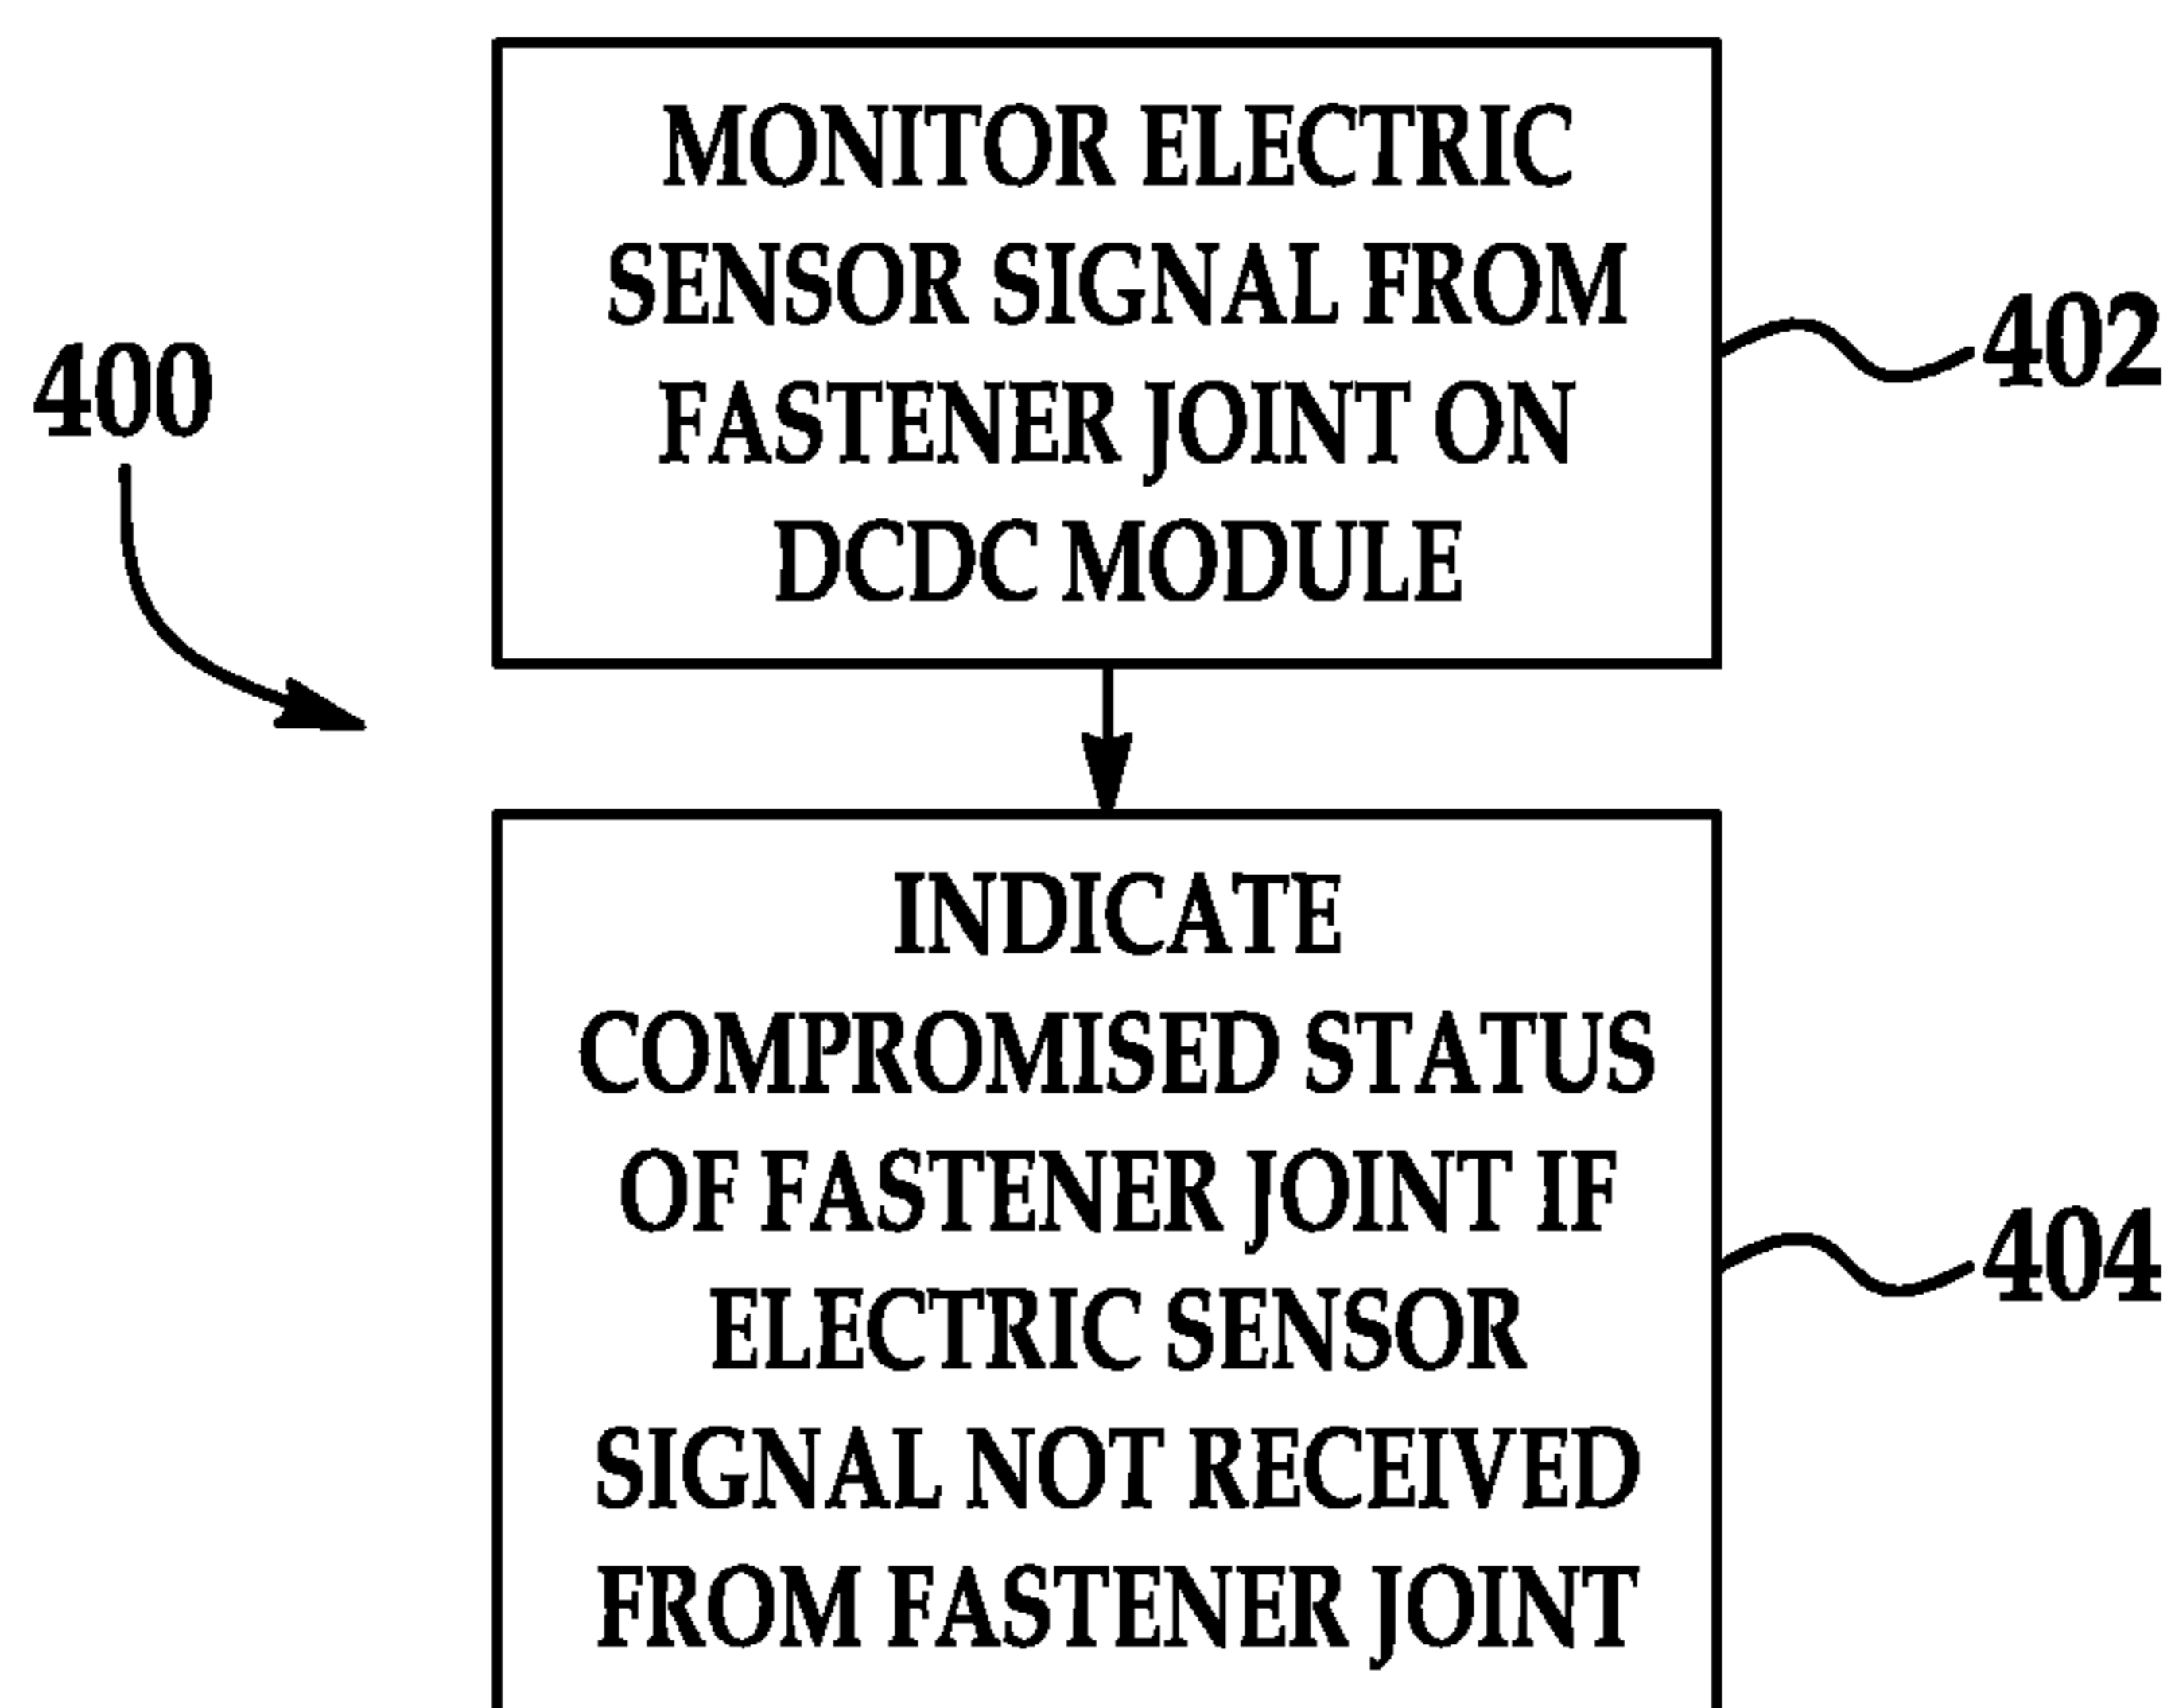 MONITOR ELECTRIC
SENSOR SIGNAL FROM
FASTENER JOINT ON
DCDC MODULE
402
400
INDICATE
COMPROMISED STATUS
OF FASTENER JOINT IF
ELECTRIC SENSOR
SIGNAL NOT RECEIVED
FROM FASTENER JOINT
404